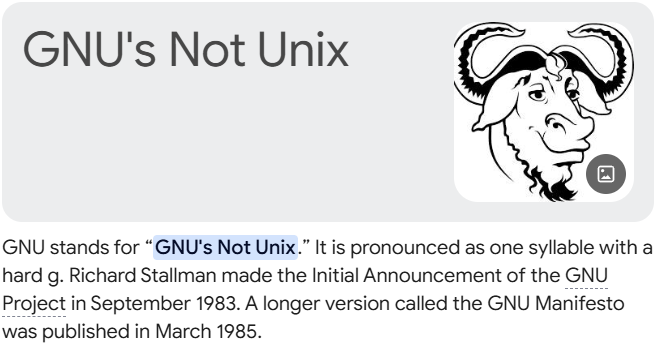 GNU's Not Unix
GNU stands for “GNU's Not Unix.” It is pronounced as one syllable with a
hard g. Richard Stallman made the Initial Announcement of the GNU
Project in September 1983. A longer version called the GNU Manifesto
was published in March 1985.